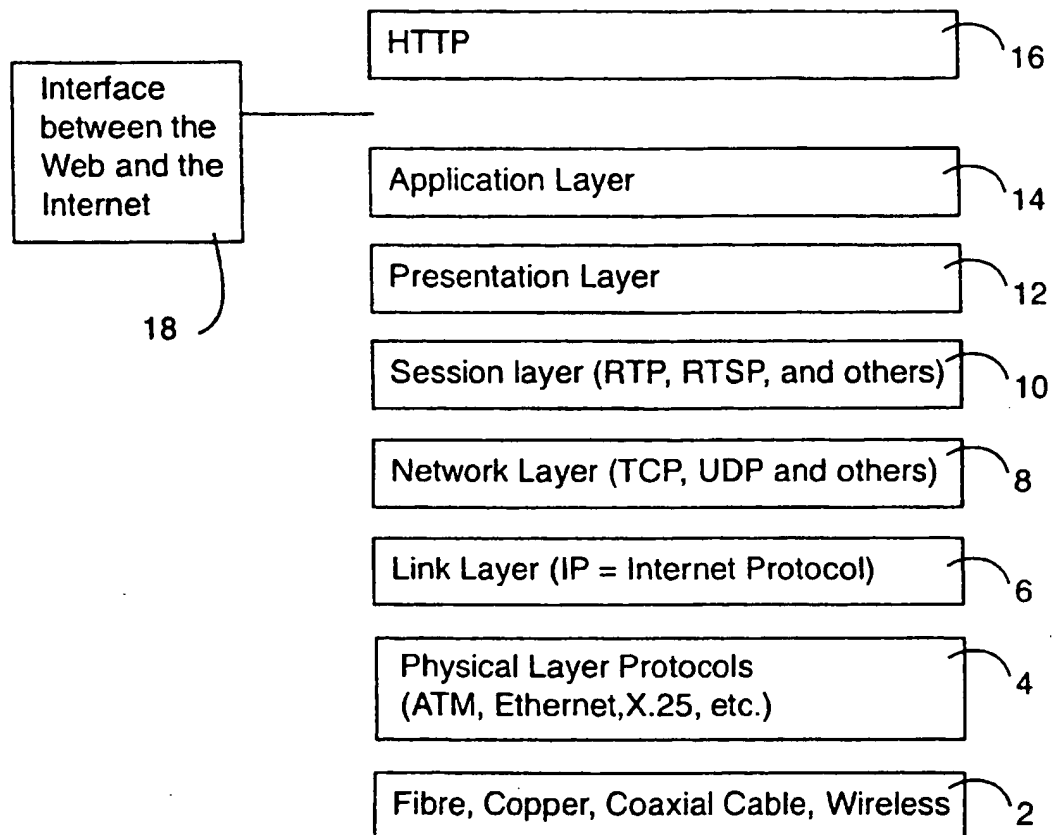 HTTP
16
Interface
between the
Web and the
Internet
18
Application Layer
14
Presentation Layer
12
Session layer (RTP, RTSP, and others)
10
Network Layer (TCP, UDP and others)
8
Link Layer (IP = Internet Protocol)
6
Physical Layer Protocols
(ATM, Ethernet,X.25, etc.)
4
Fibre, Copper, Coaxial Cable, Wireless
2